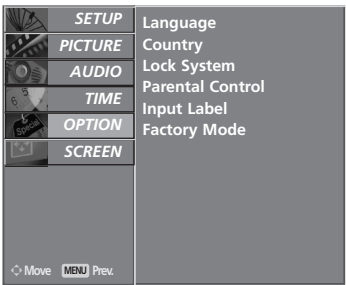 SETUP
PICTURE
AUDIO
TIME
OPTION
SCREEN
Language
Country
Lock System
Parental Control
Input Label
Factory Mode
Special
Move MENU Prev.